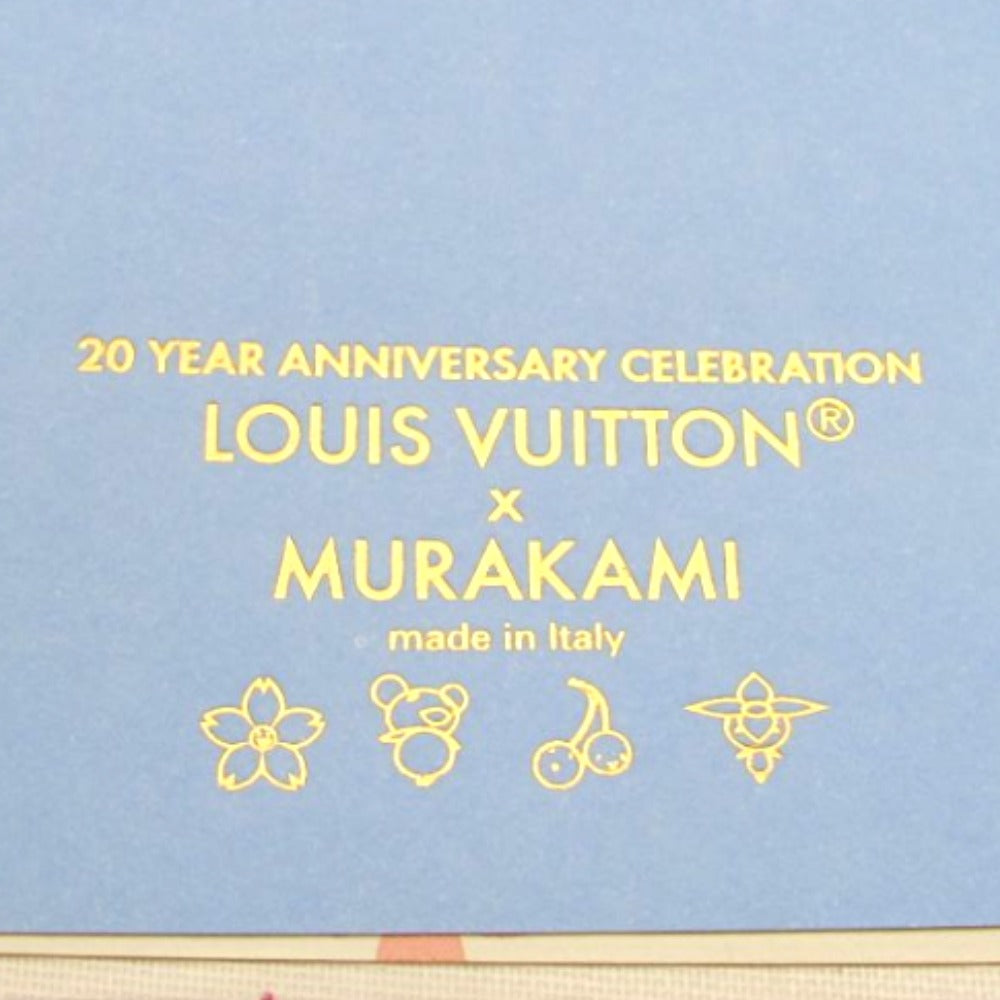 20 YEAR ANNIVERSARY CELEBRATION
LOUIS VUITTON®
x
MURAKAMI
made in Italy